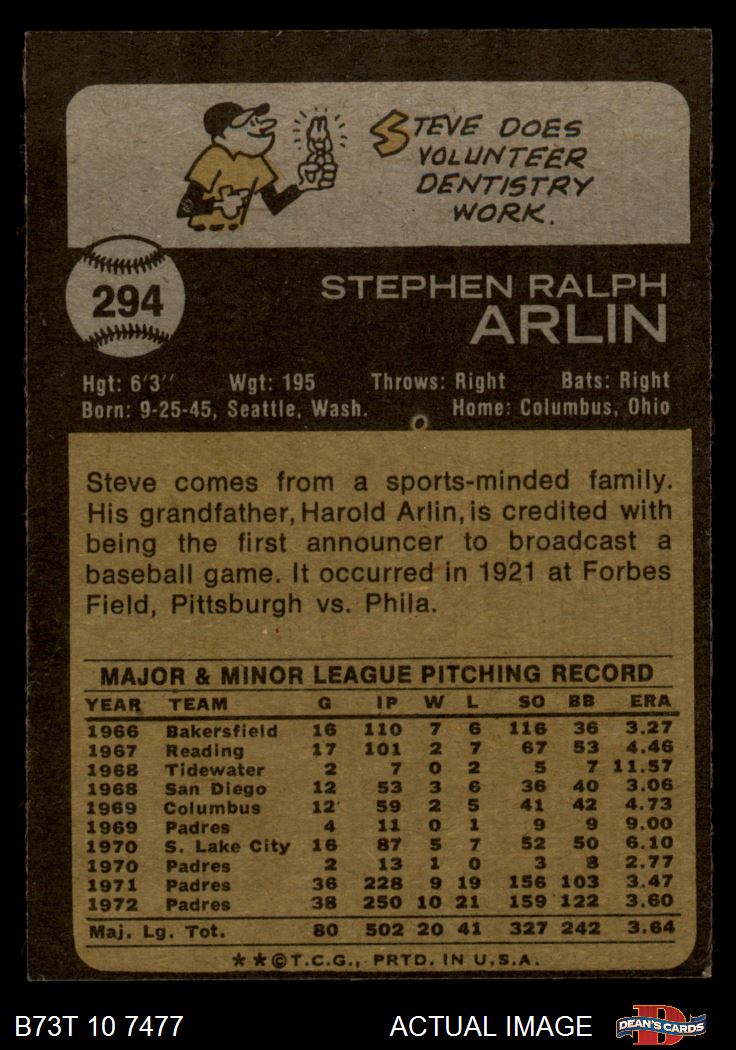 STEVE DOES
VOLUNTEER
DENTISTRY
WORK.
294
STEPHEN RALPH
ARLIN
Hgt: 6'3" Wgt: 195 Throws: Right Bats: Right
Born: 9-25-45, Seattle, Wash. Home: Columbus, Ohio
Steve comes from a sports-minded family.
His grandfather, Harold Arlin, is credited with
being the first announcer to broadcast a
baseball game. It occurred in 1921 at Forbes
Field, Pittsburgh vs. Phila.
MAJOR & MINOR LEAGUE PITCHING RECORD
YEAR TEAM G IP W L SO BB ERA
1966 Bakersfield 16 110 7 6 116 36 3.27
1967 Reading 17 101 2 7 67 53 4.46
1968 Tidewater 2 7 0 2 5 7 11.57
1968 San Diego 12 53 3 6 36 40 3.06
1969 Columbus 12 59 2 5 41 42 4.73
1969 Padres 4 11 0 1 9 9 9.00
1970 S. Lake City 16 87 5 7 52 50 6.10
1970 Padres 2 13 1 0 3 8 2.77
1971 Padres 36 228 9 19 156 103 3.47
1972 Padres 38 250 10 21 159 122 3.60
Maj. Lg. Tot. 80 502 20 41 327 242 3.64
**©T.C.G., PRTD. IN U.S.A.
B73T 10 7477 ACTUAL IMAGE D DEAN'S CARDS